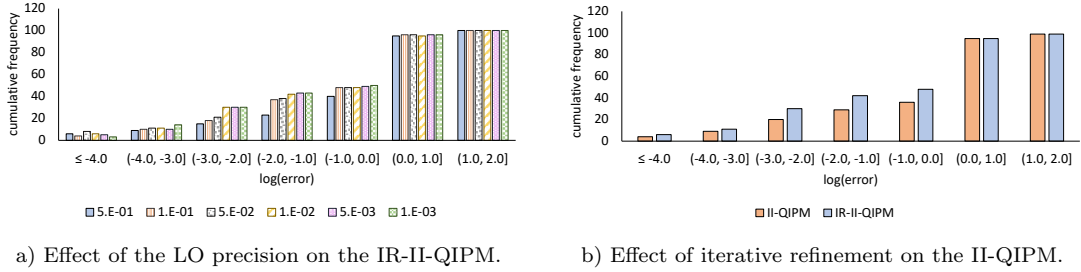 120
100
80
60
40
20
0
cumulative frequency
≤ -4.0 (-4.0, -3.0] (-3.0, -2.0] (-2.0, -1.0] (-1.0, 0.0] (0.0, 1.0] (1.0, 2.0]
log(error)
5.E-01 1.E-01 5.E-02 1.E-02 5.E-03 1.E-03
a) Effect of the LO precision on the IR-II-QIPM.
120
100
80
60
40
20
0
cumulative frequency
≤ -4.0 (-4.0, -3.0] (-3.0, -2.0] (-2.0, -1.0] (-1.0, 0.0] (0.0, 1.0] (1.0, 2.0]
log(error)
II-QIPM IR-II-QIPM
b) Effect of iterative refinement on the II-QIPM.